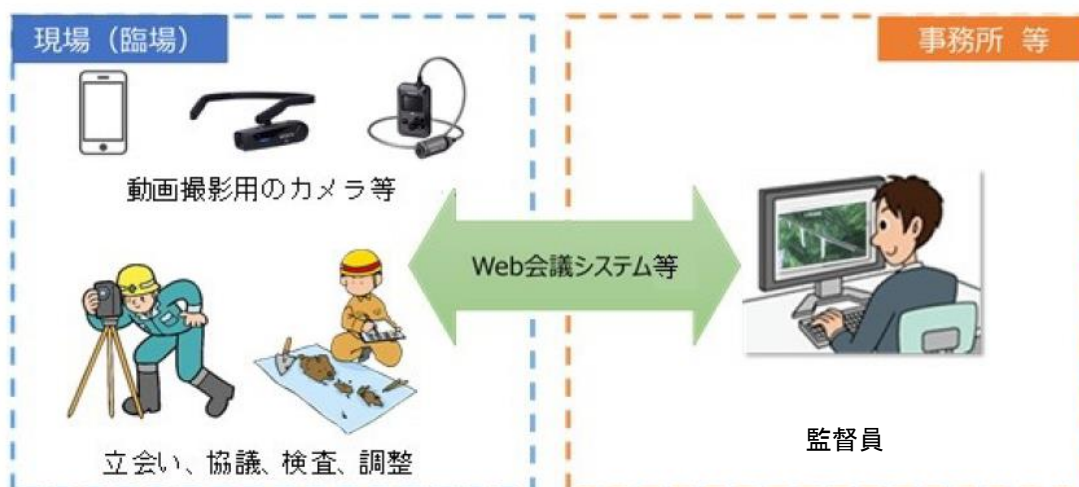 現場（臨場）
動画撮影用のカメラ等
立会い、協議、検査、調整
Web会議システム等
事務所 等
監督員